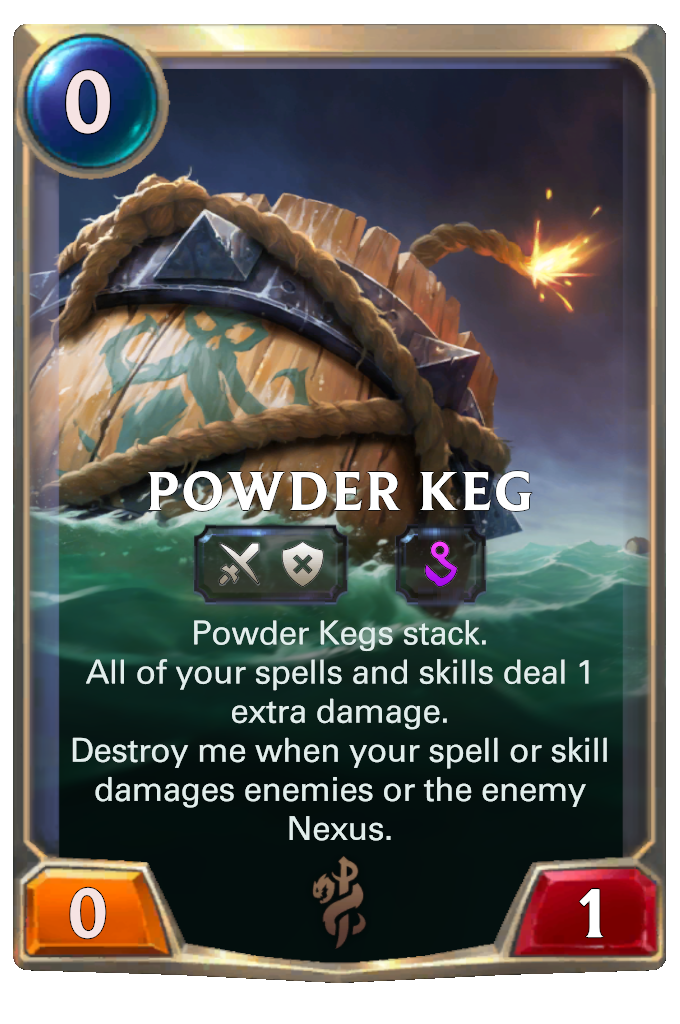 0
POWDER KEG
Powder Kegs stack.
All of your spells and skills deal 1
extra damage.
Destroy me when your spell or skill
damages enemies or the enemy
Nexus.
0
1